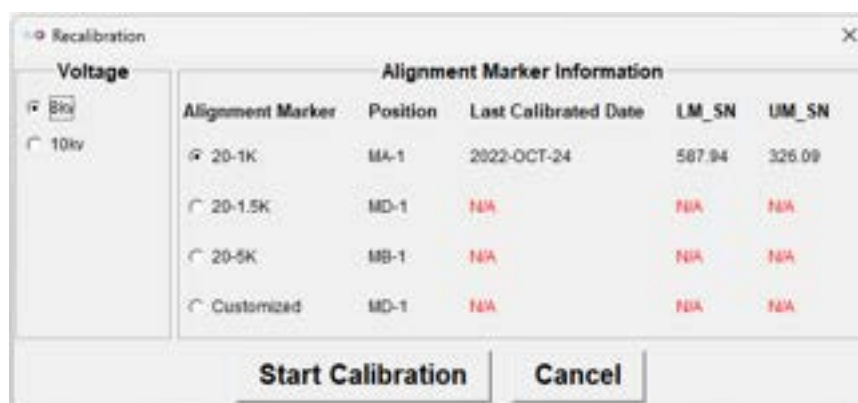 Recalibration
Voltage
Alignment Marker Information
8kv
10kv
Alignment Marker Position Last Calibrated Date LM_SN UM_SN
20-1K MA-1 2022-OCT-24 587.94 326.09
20-1.5K MD-1 N/A N/A N/A
20-5K MB-1 N/A N/A N/A
Customized MD-1 N/A N/A N/A
Start Calibration Cancel